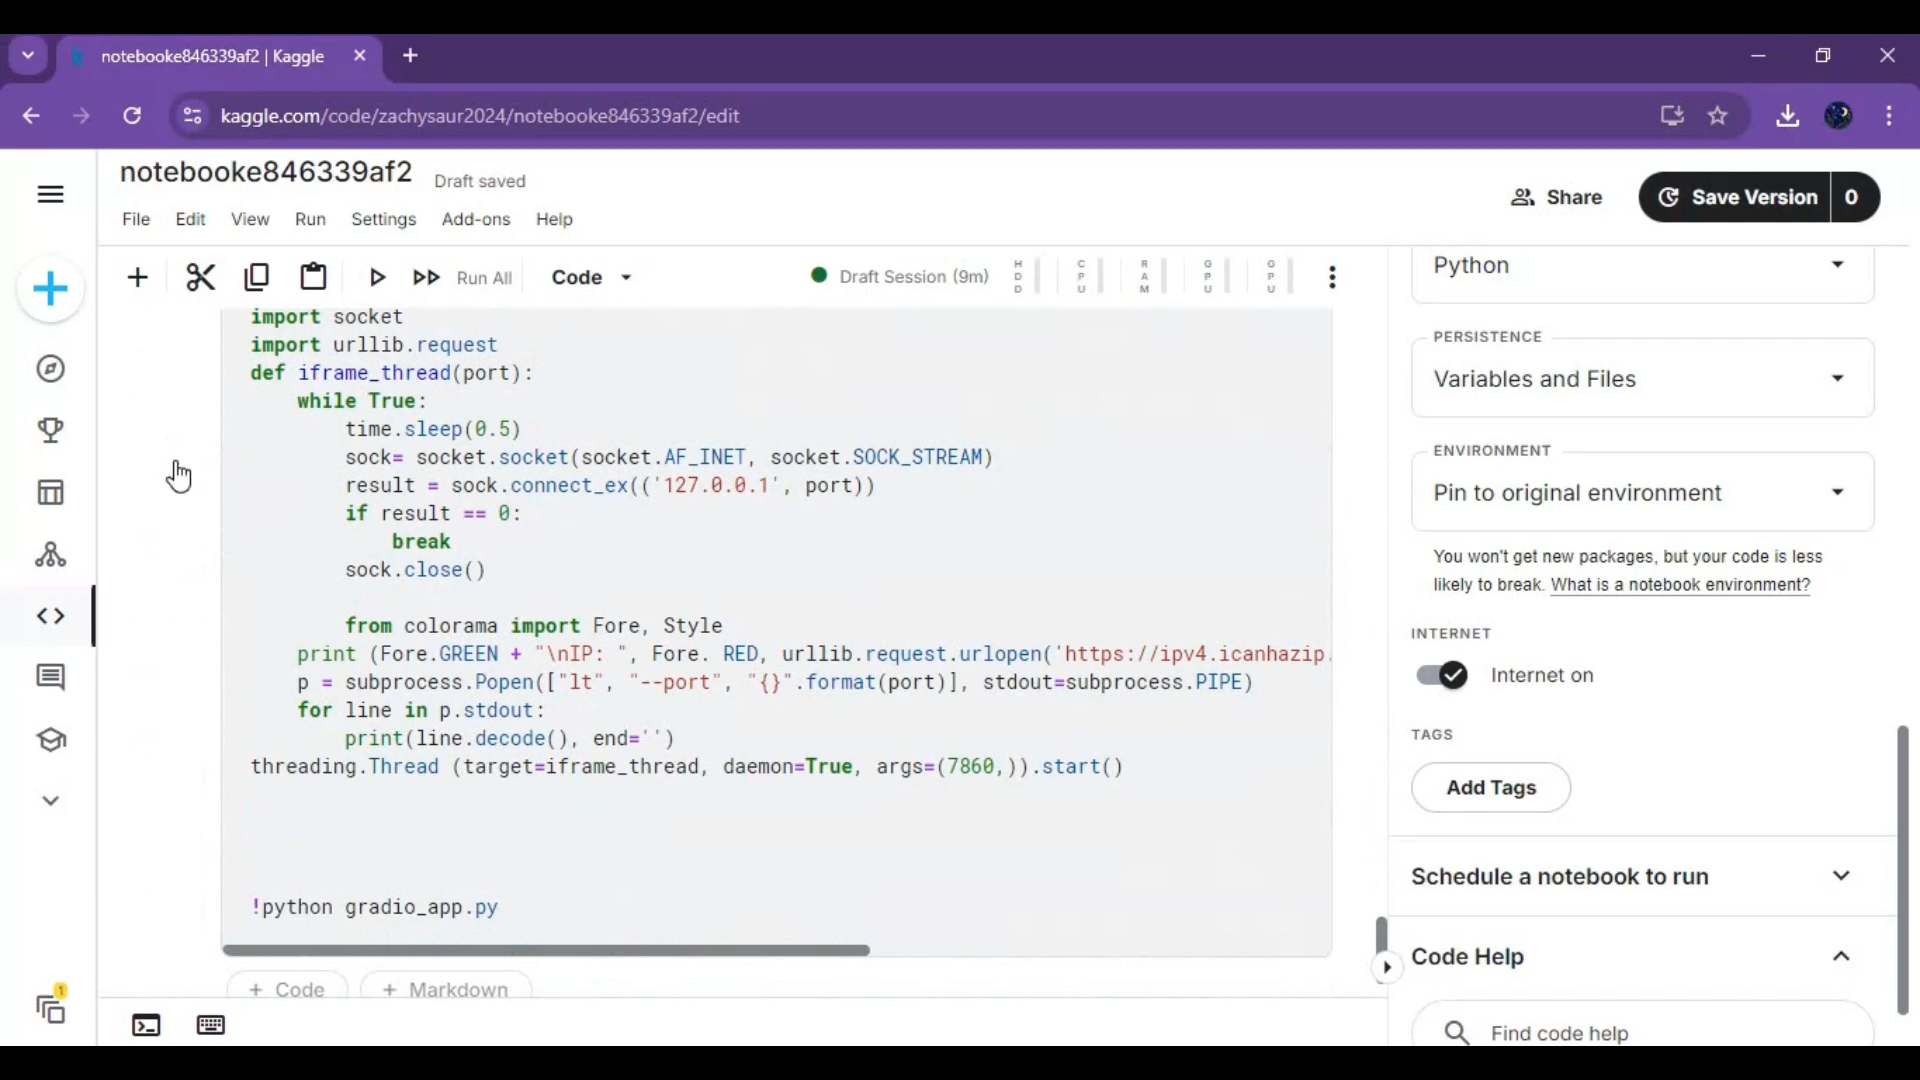 notebooke846339af2 | Kaggle
kaggle.com/code/zachysaur2024/notebooke846339af2/edit
notebooke846339af2
Draft saved
File Edit View Run Settings Add-ons Help
Share
Save Version
0
Run All
Code
Draft Session (9m)
HDD
CPU
RAM
GPU
GPU
import socket
import urllib.request
def iframe_thread(port):
    while True:
        time.sleep(0.5)
        sock= socket.socket(socket.AF_INET, socket.SOCK_STREAM)
        result = sock.connect_ex(('127.0.0.1', port))
        if result == 0:
            break
        sock.close()
        from colorama import Fore, Style
    print (Fore.GREEN + "\nIP: ", Fore. RED, urllib.request.urlopen('https://ipv4.icanhazip.
    p = subprocess.Popen(["lt", "--port", "{}".format(port)], stdout=subprocess.PIPE)
    for line in p.stdout:
        print(line.decode(), end='')
threading.Thread (target=iframe_thread, daemon=True, args=(7860,)).start()
!python gradio_app.py
+ Code
+ Markdown
Python
PERSISTENCE
Variables and Files
ENVIRONMENT
Pin to original environment
You won't get new packages, but your code is less
likely to break. What is a notebook environment?
INTERNET
Internet on
TAGS
Add Tags
Schedule a notebook to run
Code Help
Find code help
1